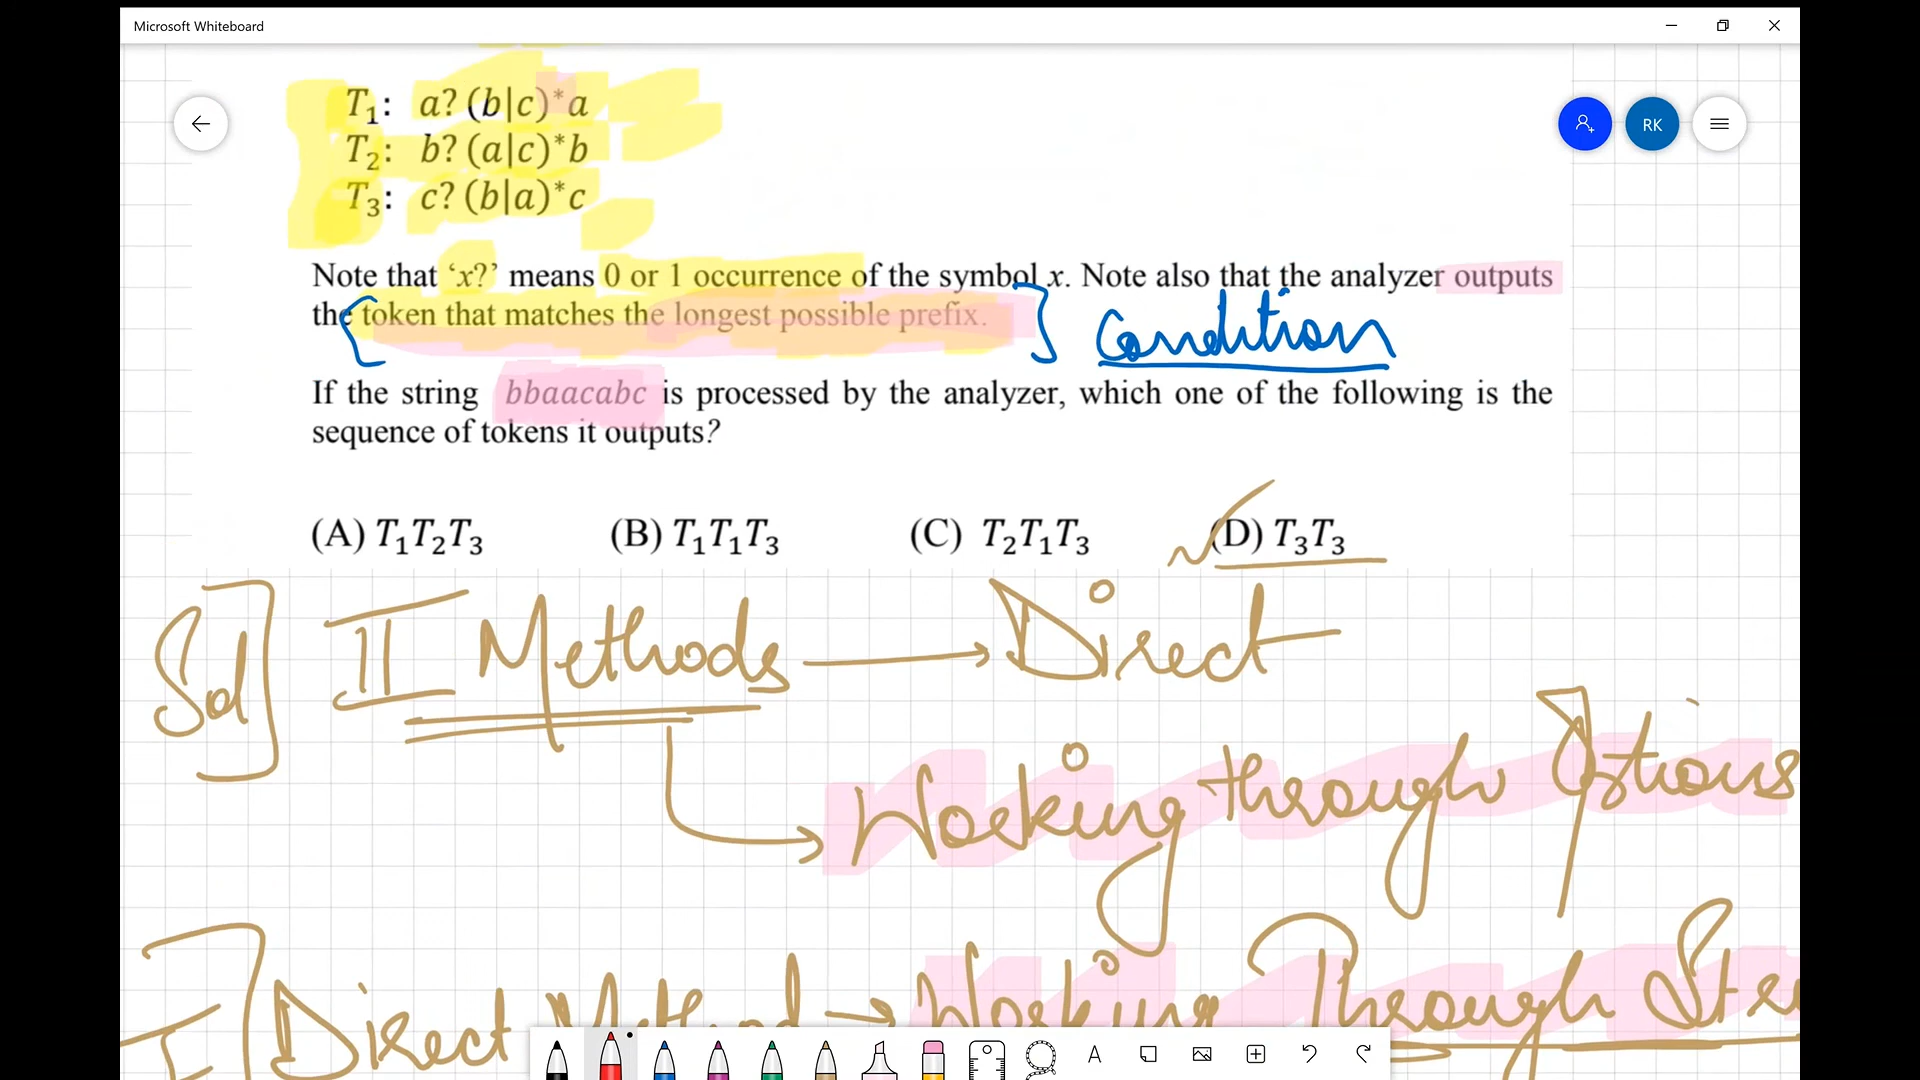 Microsoft Whiteboard
T₁: a? (b|c)*a
T₂: b? (a|c)*b
T₃: c? (b|a)*c
RK
Note that ‘x?’ means 0 or 1 occurrence of the symbol x. Note also that the analyzer outputs
the token that matches the longest possible prefix.
Condition
If the string bbaacabc is processed by the analyzer, which one of the following is the
sequence of tokens it outputs?
(A) T₁T₂T₃ (B) T₁T₁T₃ (C) T₂T₁T₃ (D) T₃T₃
Sol] II Methods → Direct
Working through Options
I] Direct Method → Working Through
A